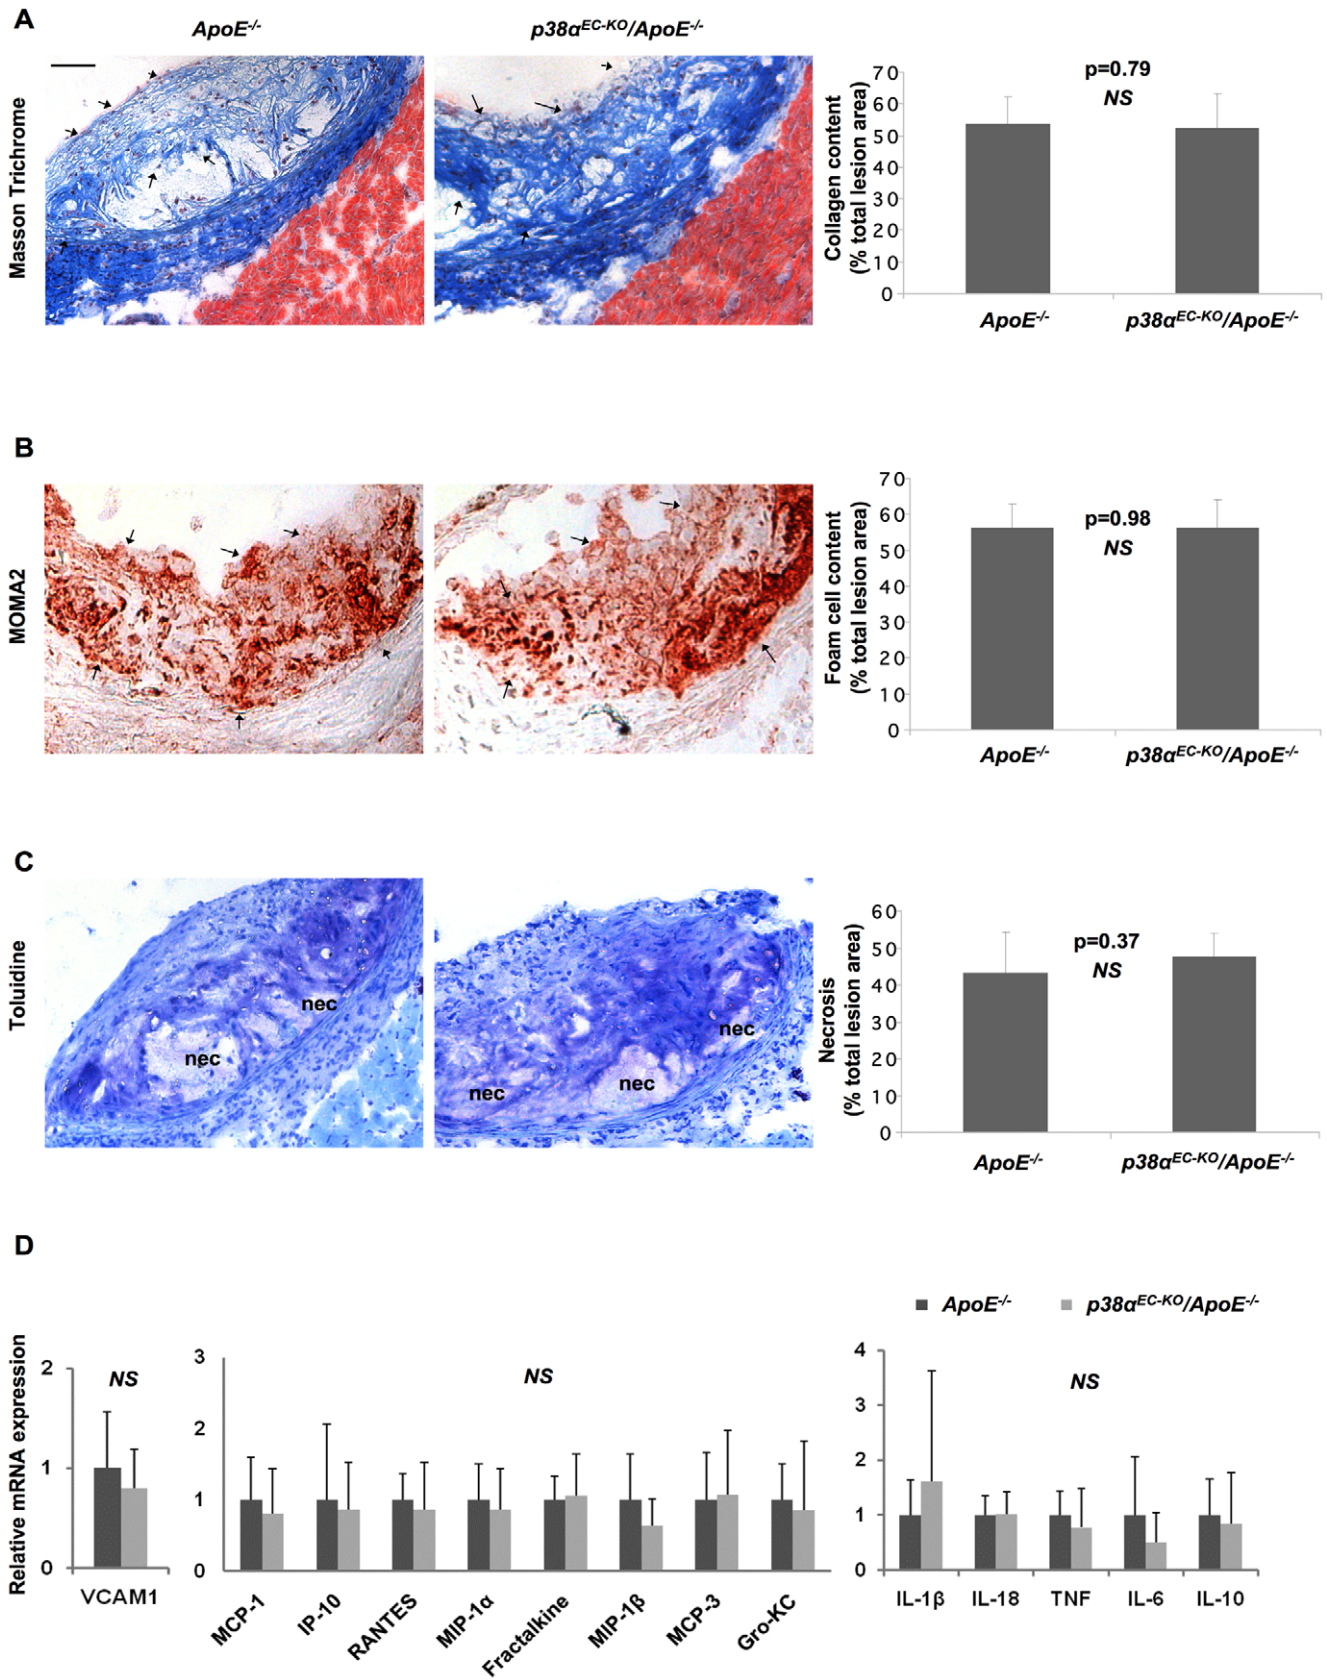 A
ApoE-/-
p38αEC-KO/ApoE-/-
Masson Trichrome
Collagen content
(% total lesion area)
70
60
50
40
30
20
10
0
p=0.79
NS
ApoE-/-
p38αEC-KO/ApoE-/-
B
MOMA2
Foam cell content
(% total lesion area)
70
60
50
40
30
20
10
0
p=0.98
NS
ApoE-/-
p38αEC-KO/ApoE-/-
C
Toluidine
nec
nec
nec
nec
nec
Necrosis
(% total lesion area)
60
50
40
30
20
10
0
p=0.37
NS
ApoE-/-
p38αEC-KO/ApoE-/-
D
ApoE-/-
p38αEC-KO/ApoE-/-
Relative mRNA expression
2
1
0
NS
VCAM1
3
2
1
0
NS
MCP-1
IP-10
RANTES
MIP-1α
Fractalkine
MIP-1β
MCP-3
Gro-KC
4
3
2
1
0
NS
IL-1β
IL-18
TNF
IL-6
IL-10